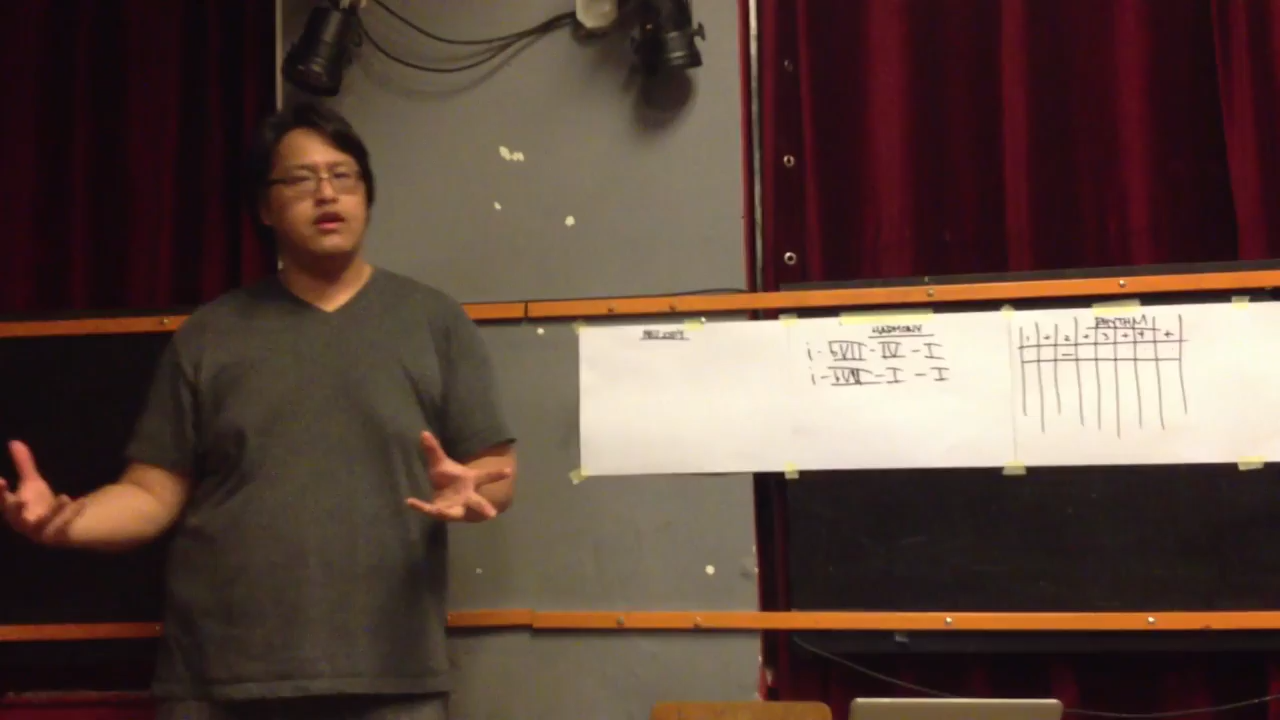 MELODY
HARMONY
i - bVII - IV - I
i - bVII - I - I
RHYTHM
1 + 2 + 3 + 4 +